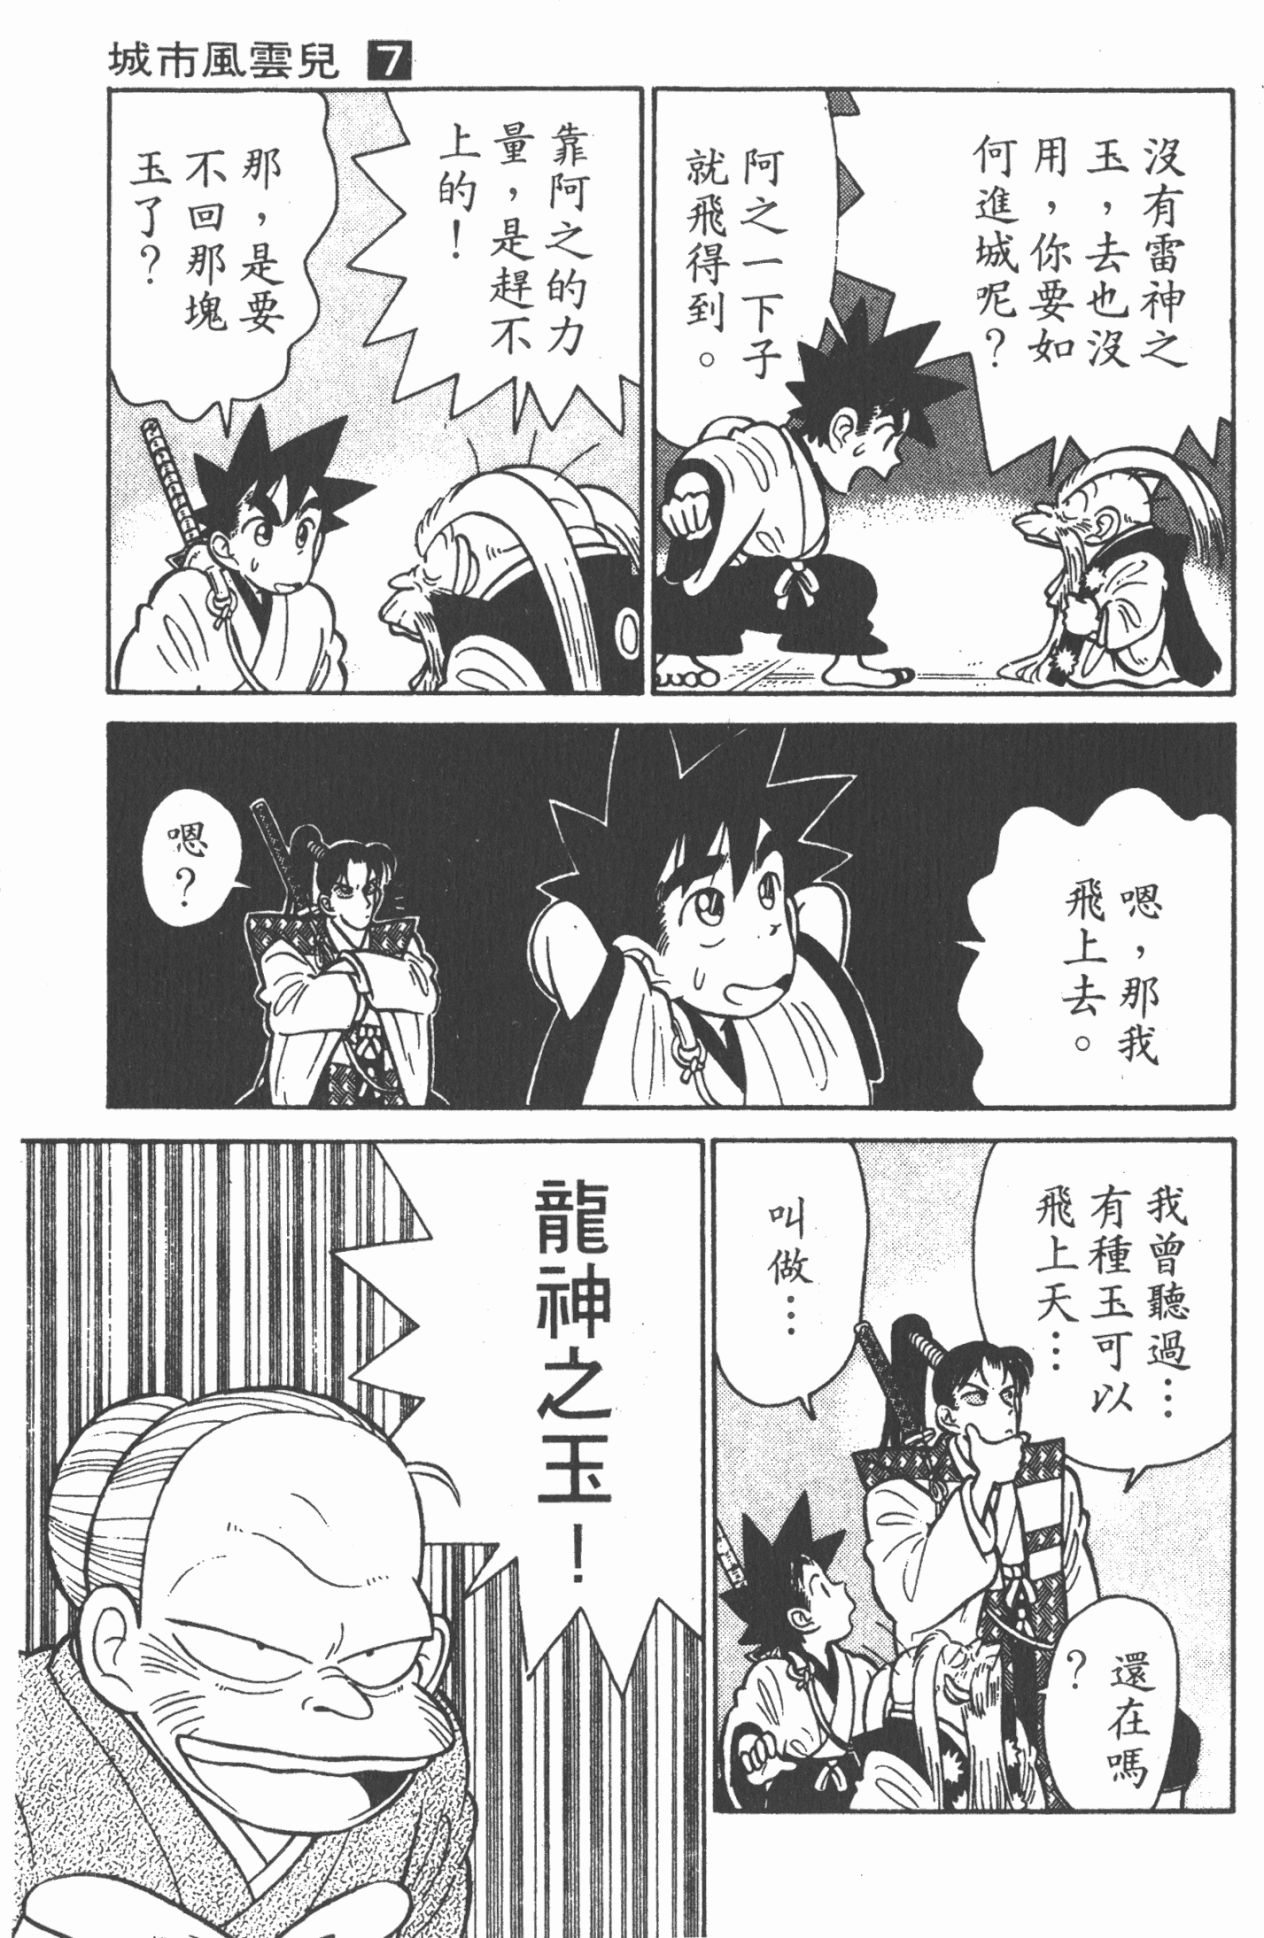 城市風雲兒 7
沒有雷神之
玉，去也沒
用，你要如
何進城呢？
阿之一下子
就飛得到。
靠阿之的力
量，是趕不
上的！
那，是要
不回那塊
玉了？
嗯，那我
飛上去。
嗯？
我曾聽過…
有種玉可以
飛上天…
叫做…
還在嗎
？
龍神之玉！